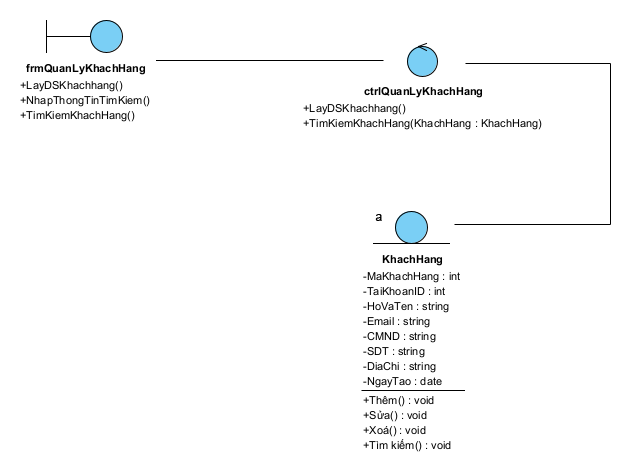 frmQuanLyKhachHang
+LayDSKhachhang()
+NhapThongTinTimKiem()
+TimKiemKhachHang()
ctrlQuanLyKhachHang
+LayDSKhachhang()
+TimKiemKhachHang(KhachHang : KhachHang)
a
KhachHang
-MaKhachHang : int
-TaiKhoanID : int
-HoVaTen : string
-Email : string
-CMND : string
-SDT : string
-DiaChi : string
-NgayTao : date
+Thêm() : void
+Sửa() : void
+Xoá() : void
+Tìm kiếm() : void